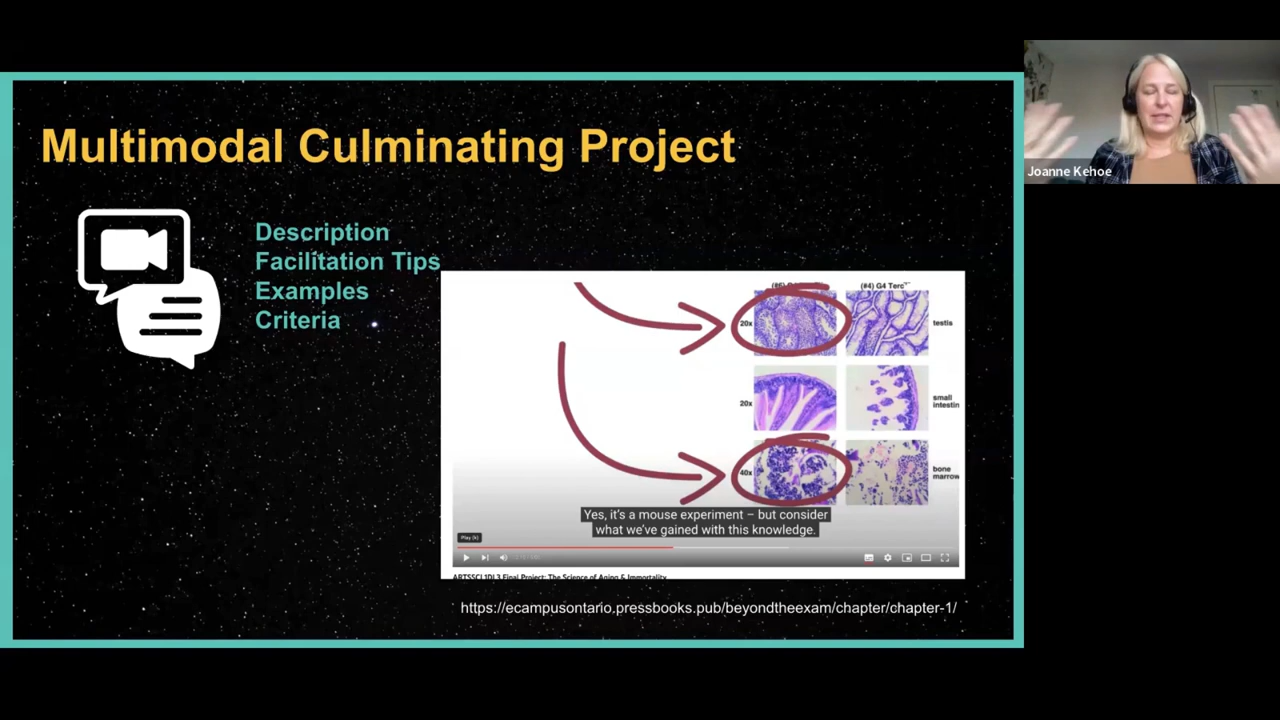 Multimodal Culminating Project
Joanne Kehoe
Description
Facilitation Tips
Examples
Criteria
(#4) G4 Terc
20x
testis
20x
small
intestin
40x
bone
marrow
Yes, it's a mouse experiment – but consider
what we've gained with this knowledge.
Play (k)
ARTSSCI 1DL3 Final Project: The Science of Aging & Immortality
https://ecampusontario.pressbooks.pub/beyondtheexam/chapter/chapter-1/